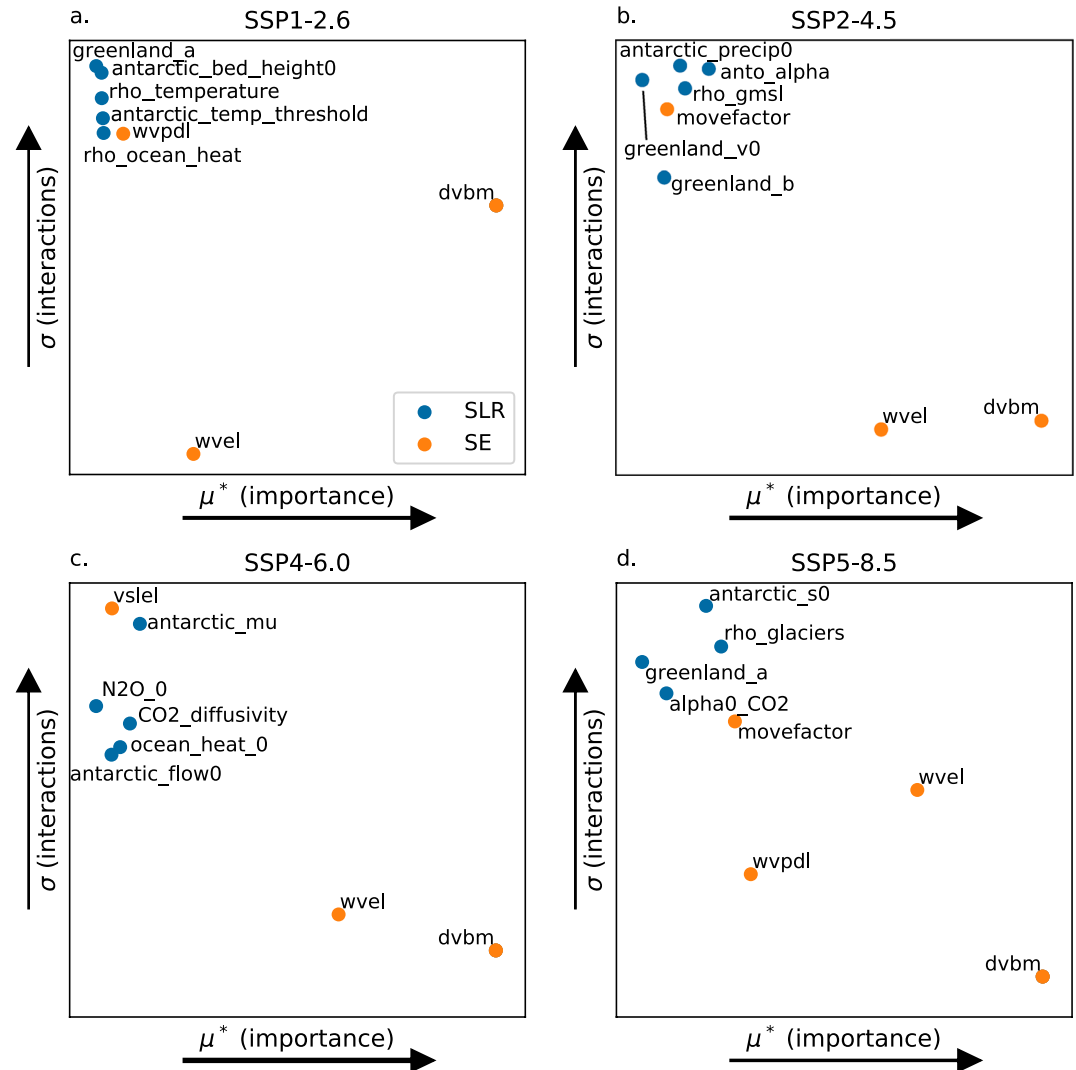 a.
SSP1-2.6
greenland_a
antarctic_bed_height0
rho_temperature
antarctic_temp_threshold
wvpdl
rho_ocean_heat
dvbm
wvel
SLR
SE
σ (interactions)
μ* (importance)
b.
SSP2-4.5
antarctic_precip0
anto_alpha
rho_gmsl
movefactor
greenland_v0
greenland_b
wvel
dvbm
σ (interactions)
μ* (importance)
c.
SSP4-6.0
vslel
antarctic_mu
N2O_0
CO2_diffusivity
ocean_heat_0
antarctic_flow0
wvel
dvbm
σ (interactions)
μ* (importance)
d.
SSP5-8.5
antarctic_s0
rho_glaciers
greenland_a
alpha0_CO2
movefactor
wvel
wvpdl
dvbm
σ (interactions)
μ* (importance)